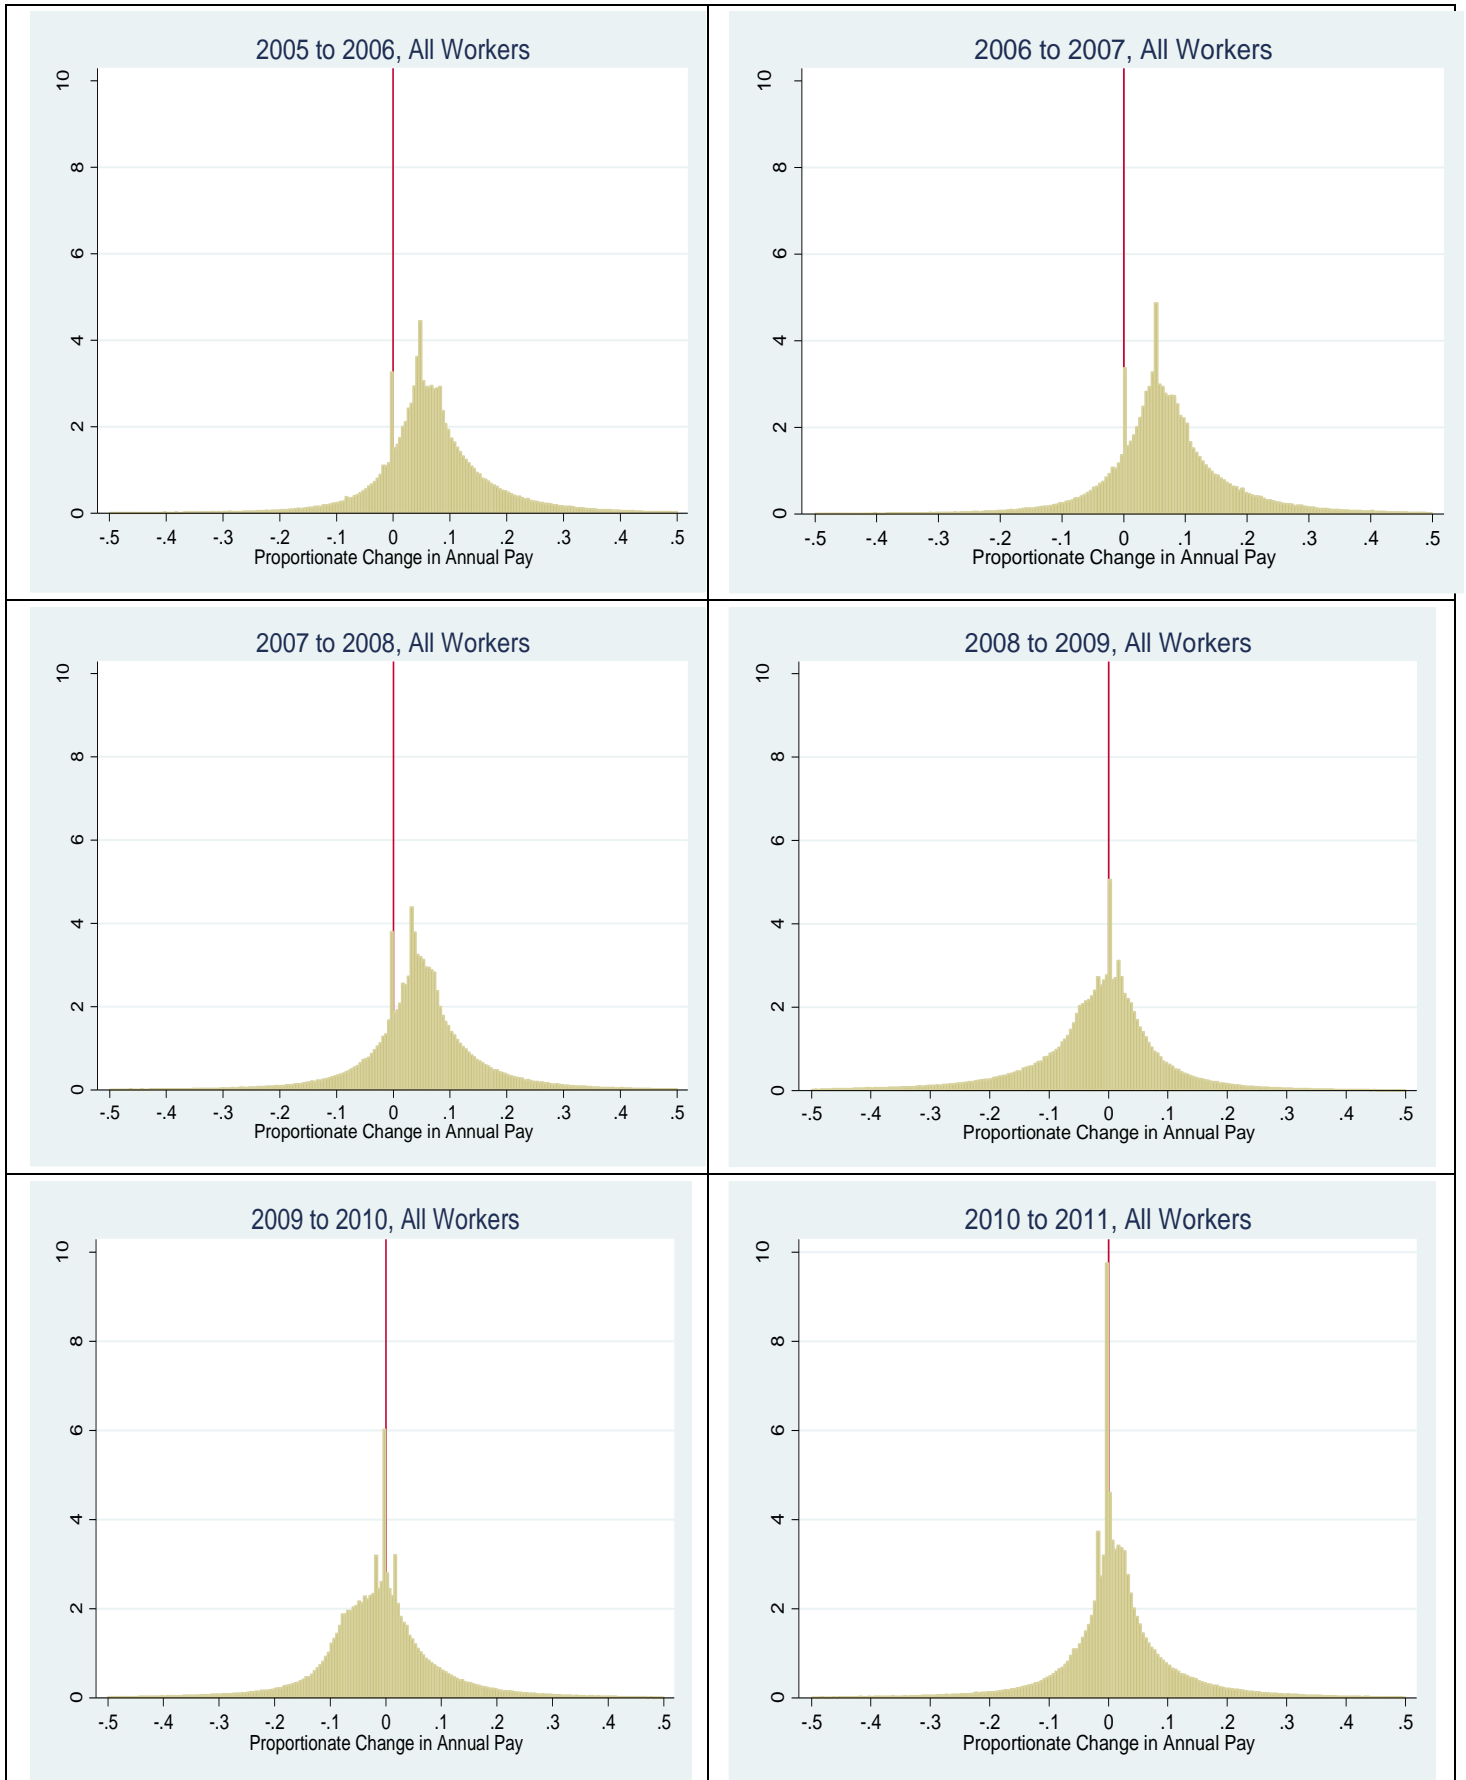 2005 to 2006, All Workers
10
8
6
4
2
0
-.5 -.4 -.3 -.2 -.1 0 .1 .2 .3 .4 .5
Proportionate Change in Annual Pay
2006 to 2007, All Workers
10
8
6
4
2
0
-.5 -.4 -.3 -.2 -.1 0 .1 .2 .3 .4 .5
Proportionate Change in Annual Pay
2007 to 2008, All Workers
10
8
6
4
2
0
-.5 -.4 -.3 -.2 -.1 0 .1 .2 .3 .4 .5
Proportionate Change in Annual Pay
2008 to 2009, All Workers
10
8
6
4
2
0
-.5 -.4 -.3 -.2 -.1 0 .1 .2 .3 .4 .5
Proportionate Change in Annual Pay
2009 to 2010, All Workers
10
8
6
4
2
0
-.5 -.4 -.3 -.2 -.1 0 .1 .2 .3 .4 .5
Proportionate Change in Annual Pay
2010 to 2011, All Workers
10
8
6
4
2
0
-.5 -.4 -.3 -.2 -.1 0 .1 .2 .3 .4 .5
Proportionate Change in Annual Pay